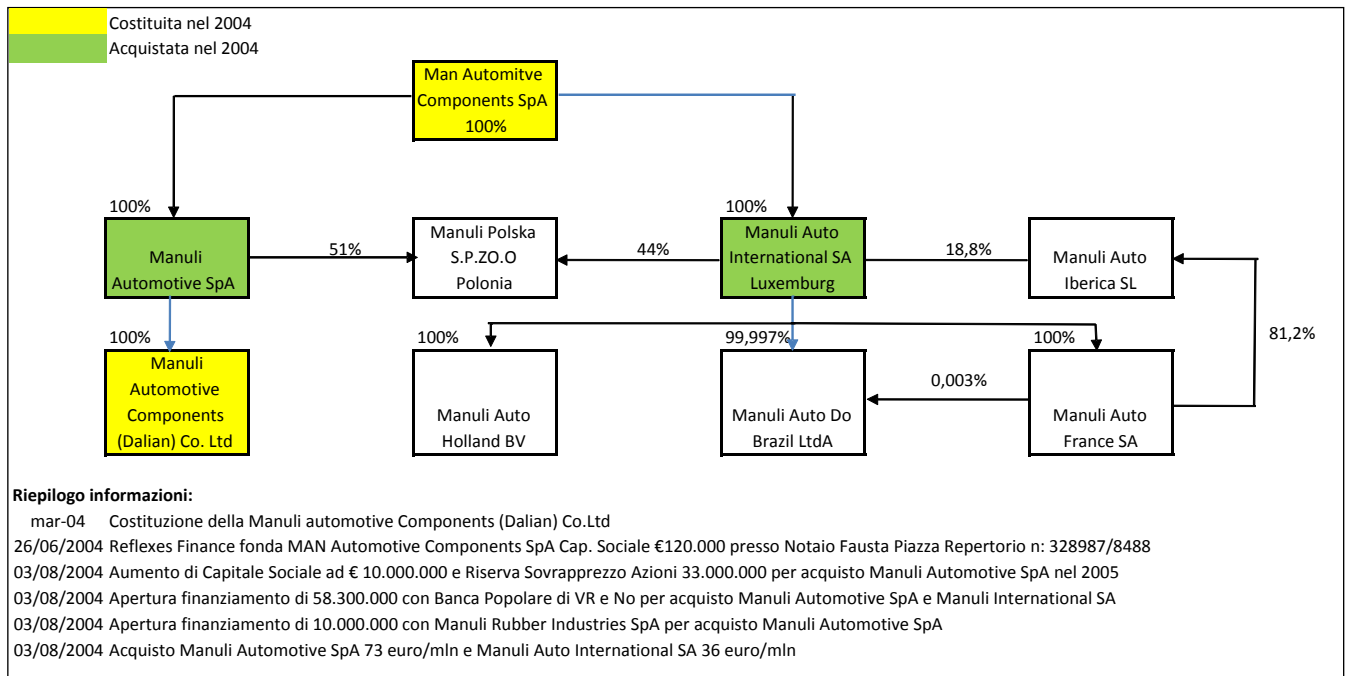 Costituita nel 2004
Acquistata nel 2004
Man Automitve
Components SpA
100%
100%
Manuli
Automotive SpA
51%
Manuli Polska
S.P.ZO.O
Polonia
44%
100%
Manuli Auto
International SA
Luxemburg
18,8%
Manuli Auto
Iberica SL
81,2%
100%
Manuli
Automotive
Components
(Dalian) Co. Ltd
100%
Manuli Auto
Holland BV
99,997%
Manuli Auto Do
Brazil LtdA
0,003%
100%
Manuli Auto
France SA
Riepilogo informazioni:
mar-04 Costituzione della Manuli automotive Components (Dalian) Co.Ltd
26/06/2004 Reflexes Finance fonda MAN Automotive Components SpA Cap. Sociale €120.000 presso Notaio Fausta Piazza Repertorio n: 328987/8488
03/08/2004 Aumento di Capitale Sociale ad € 10.000.000 e Riserva Sovrapprezzo Azioni 33.000.000 per acquisto Manuli Automotive SpA nel 2005
03/08/2004 Apertura finanziamento di 58.300.000 con Banca Popolare di VR e No per acquisto Manuli Automotive SpA e Manuli International SA
03/08/2004 Apertura finanziamento di 10.000.000 con Manuli Rubber Industries SpA per acquisto Manuli Automotive SpA
03/08/2004 Acquisto Manuli Automotive SpA 73 euro/mln e Manuli Auto International SA 36 euro/mln